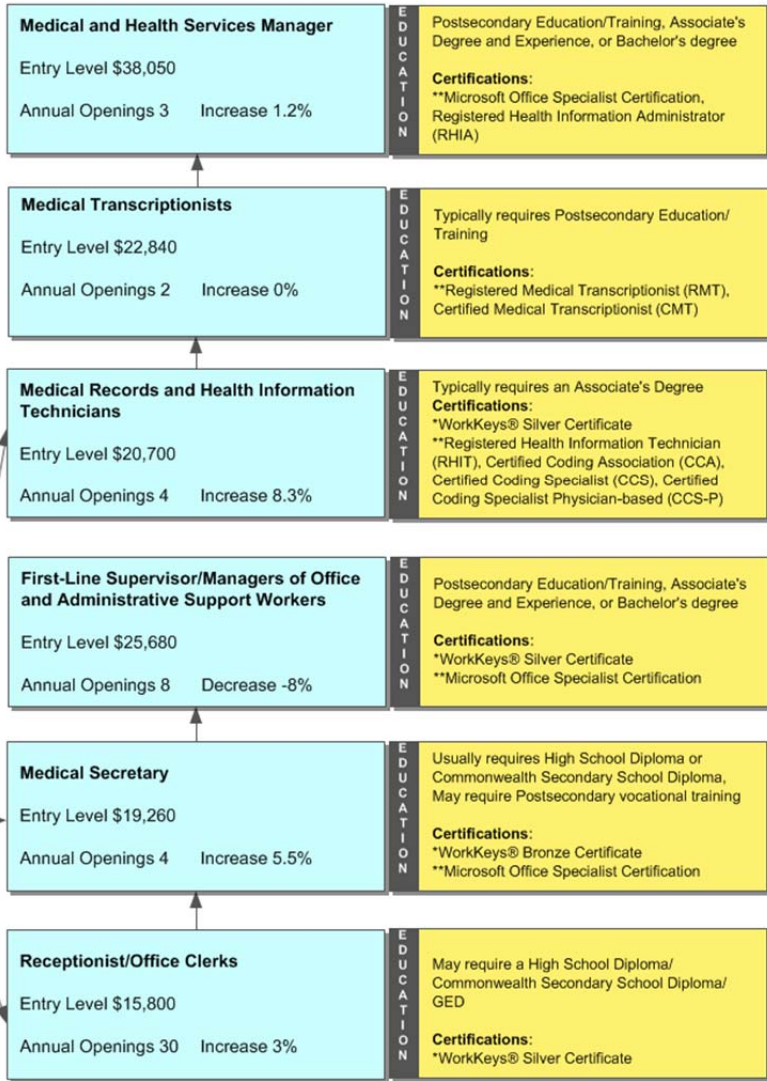 Medical and Health Services Manager
Entry Level $38,050
Annual Openings 3 Increase 1.2%
EDUCATION
Postsecondary Education/Training, Associate's
Degree and Experience, or Bachelor's degree
Certifications:
**Microsoft Office Specialist Certification,
Registered Health Information Administrator
(RHIA)
Medical Transcriptionists
Entry Level $22,840
Annual Openings 2 Increase 0%
EDUCATION
Typically requires Postsecondary Education/
Training
Certifications:
**Registered Medical Transcriptionist (RMT),
Certified Medical Transcriptionist (CMT)
Medical Records and Health Information
Technicians
Entry Level $20,700
Annual Openings 4 Increase 8.3%
EDUCATION
Typically requires an Associate's Degree
Certifications:
*WorkKeys® Silver Certificate
**Registered Health Information Technician
(RHIT), Certified Coding Association (CCA),
Certified Coding Specialist (CCS), Certified
Coding Specialist Physician-based (CCS-P)
First-Line Supervisor/Managers of Office
and Administrative Support Workers
Entry Level $25,680
Annual Openings 8 Decrease -8%
EDUCATION
Postsecondary Education/Training, Associate's
Degree and Experience, or Bachelor's degree
Certifications:
*WorkKeys® Silver Certificate
**Microsoft Office Specialist Certification
Medical Secretary
Entry Level $19,260
Annual Openings 4 Increase 5.5%
EDUCATION
Usually requires High School Diploma or
Commonwealth Secondary School Diploma,
May require Postsecondary vocational training
Certifications:
*WorkKeys® Bronze Certificate
**Microsoft Office Specialist Certification
Receptionist/Office Clerks
Entry Level $15,800
Annual Openings 30 Increase 3%
EDUCATION
May require a High School Diploma/
Commonwealth Secondary School Diploma/
GED
Certifications:
*WorkKeys® Silver Certificate